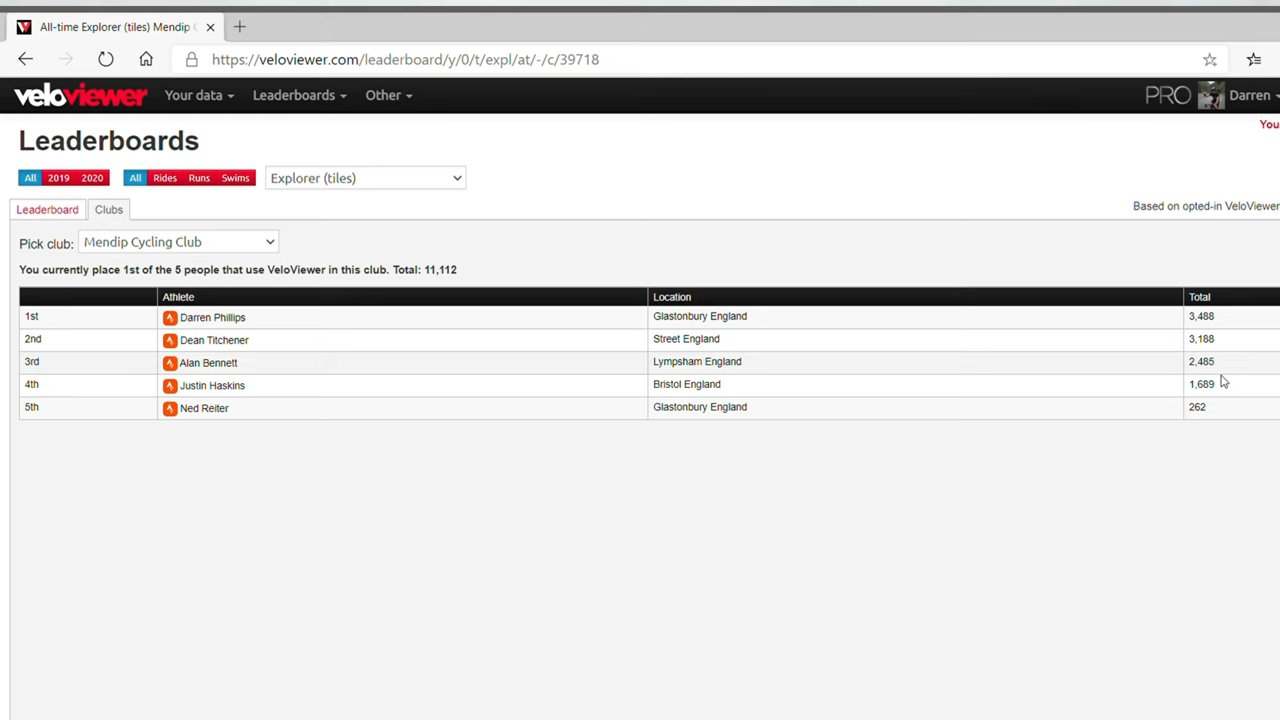 All-time Explorer (tiles) Mendip C
https://veloviewer.com/leaderboard/y/0/t/expl/at/-/c/39718
veloviewer Your data Leaderboards Other PRO Darren
You
Leaderboards
All 2019 2020 All Rides Runs Swims Explorer (tiles)
Leaderboard Clubs Based on opted-in VeloViewer
Pick club: Mendip Cycling Club
You currently place 1st of the 5 people that use VeloViewer in this club. Total: 11,112
Athlete Location Total
1st Darren Phillips Glastonbury England 3,488
2nd Dean Titchener Street England 3,188
3rd Alan Bennett Lympsham England 2,485
4th Justin Haskins Bristol England 1,689
5th Ned Reiter Glastonbury England 262